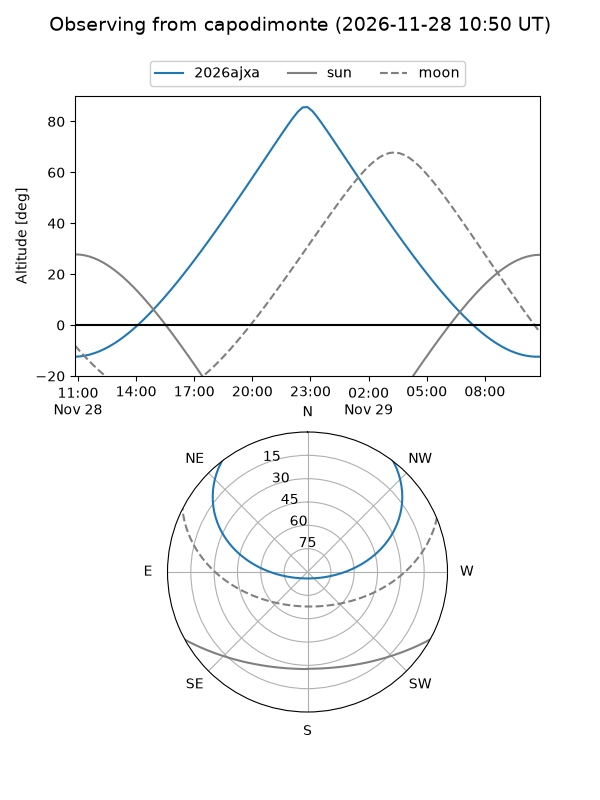 Observing from capodimonte (2026-11-28 10:50 UT)
2026ajxa sun moon
Altitude [deg]
80
60
40
20
0
−20
11:00 14:00 17:00 20:00 23:00 02:00 05:00 08:00
Nov 28 Nov 29
N
NE NW
15
30
45
60
75
E W
SE SW
S